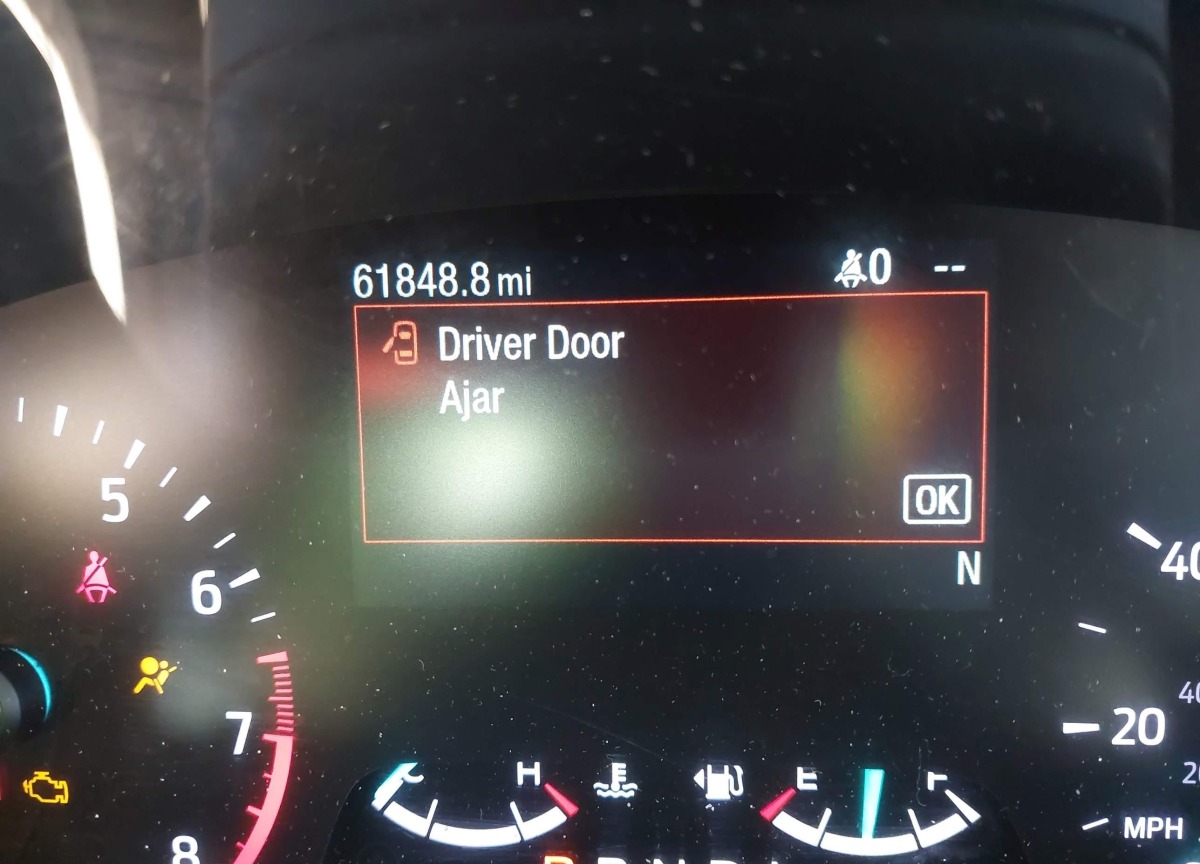 61848.8 mi 0 --
Driver Door
Ajar
OK
N
5
6
7
8
C H E F
40
20
MPH